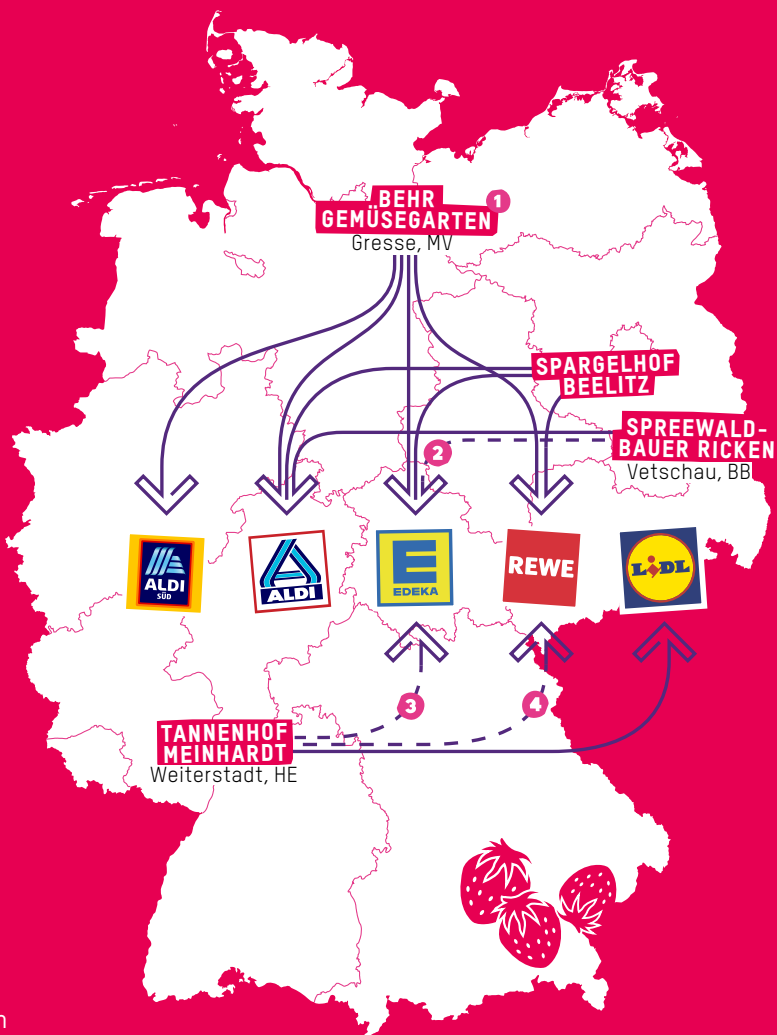 BEHR
GEMÜSEGARTEN 1
Gresse, MV
SPARGELHOF
BEELITZ
SPREEWALD-
BAUER RICKEN
Vetschau, BB
2
ALDI
SÜD
ALDI
E
EDEKA
REWE
LIDL
3
4
TANNENHOF
MEINHARDT
Weiterstadt, HE